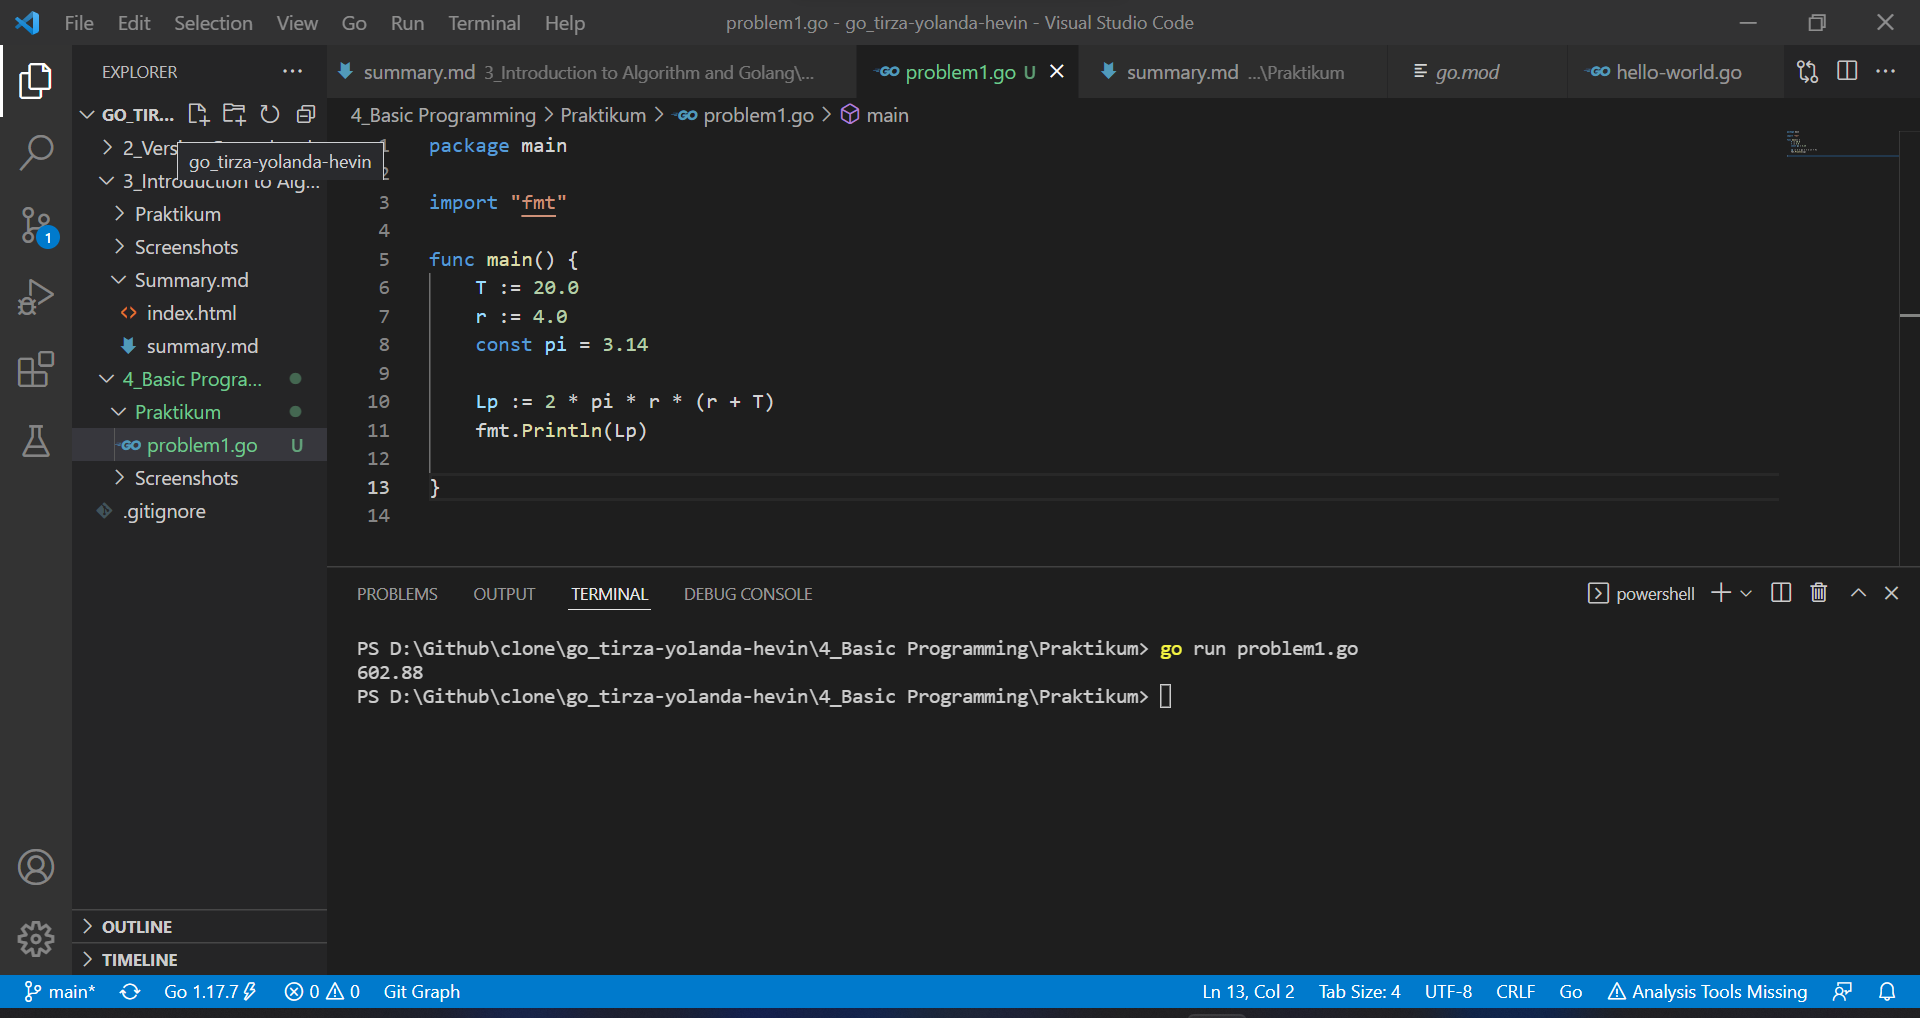 File Edit Selection View Go Run Terminal Help problem1.go - go_tirza-yolanda-hevin - Visual Studio Code
EXPLORER
summary.md 3_Introduction to Algorithm and Golang\...
problem1.go U
summary.md ...\Praktikum
go.mod
hello-world.go
GO_TIR...
4_Basic Programming > Praktikum > problem1.go > main
2_Vers
go_tirza-yolanda-hevin
3_Introduction to Alg...
Praktikum
Screenshots
Summary.md
index.html
summary.md
4_Basic Progra...
Praktikum
problem1.go U
Screenshots
.gitignore
OUTLINE
TIMELINE
1
1 package main
2
3 import "fmt"
4
5 func main() {
6 T := 20.0
7 r := 4.0
8 const pi = 3.14
9
10 Lp := 2 * pi * r * (r + T)
11 fmt.Println(Lp)
12
13 }
14
PROBLEMS OUTPUT TERMINAL DEBUG CONSOLE
powershell
PS D:\Github\clone\go_tirza-yolanda-hevin\4_Basic Programming\Praktikum> go run problem1.go
602.88
PS D:\Github\clone\go_tirza-yolanda-hevin\4_Basic Programming\Praktikum>
main* Go 1.17.7 0 0 Git Graph Ln 13, Col 2 Tab Size: 4 UTF-8 CRLF Go Analysis Tools Missing